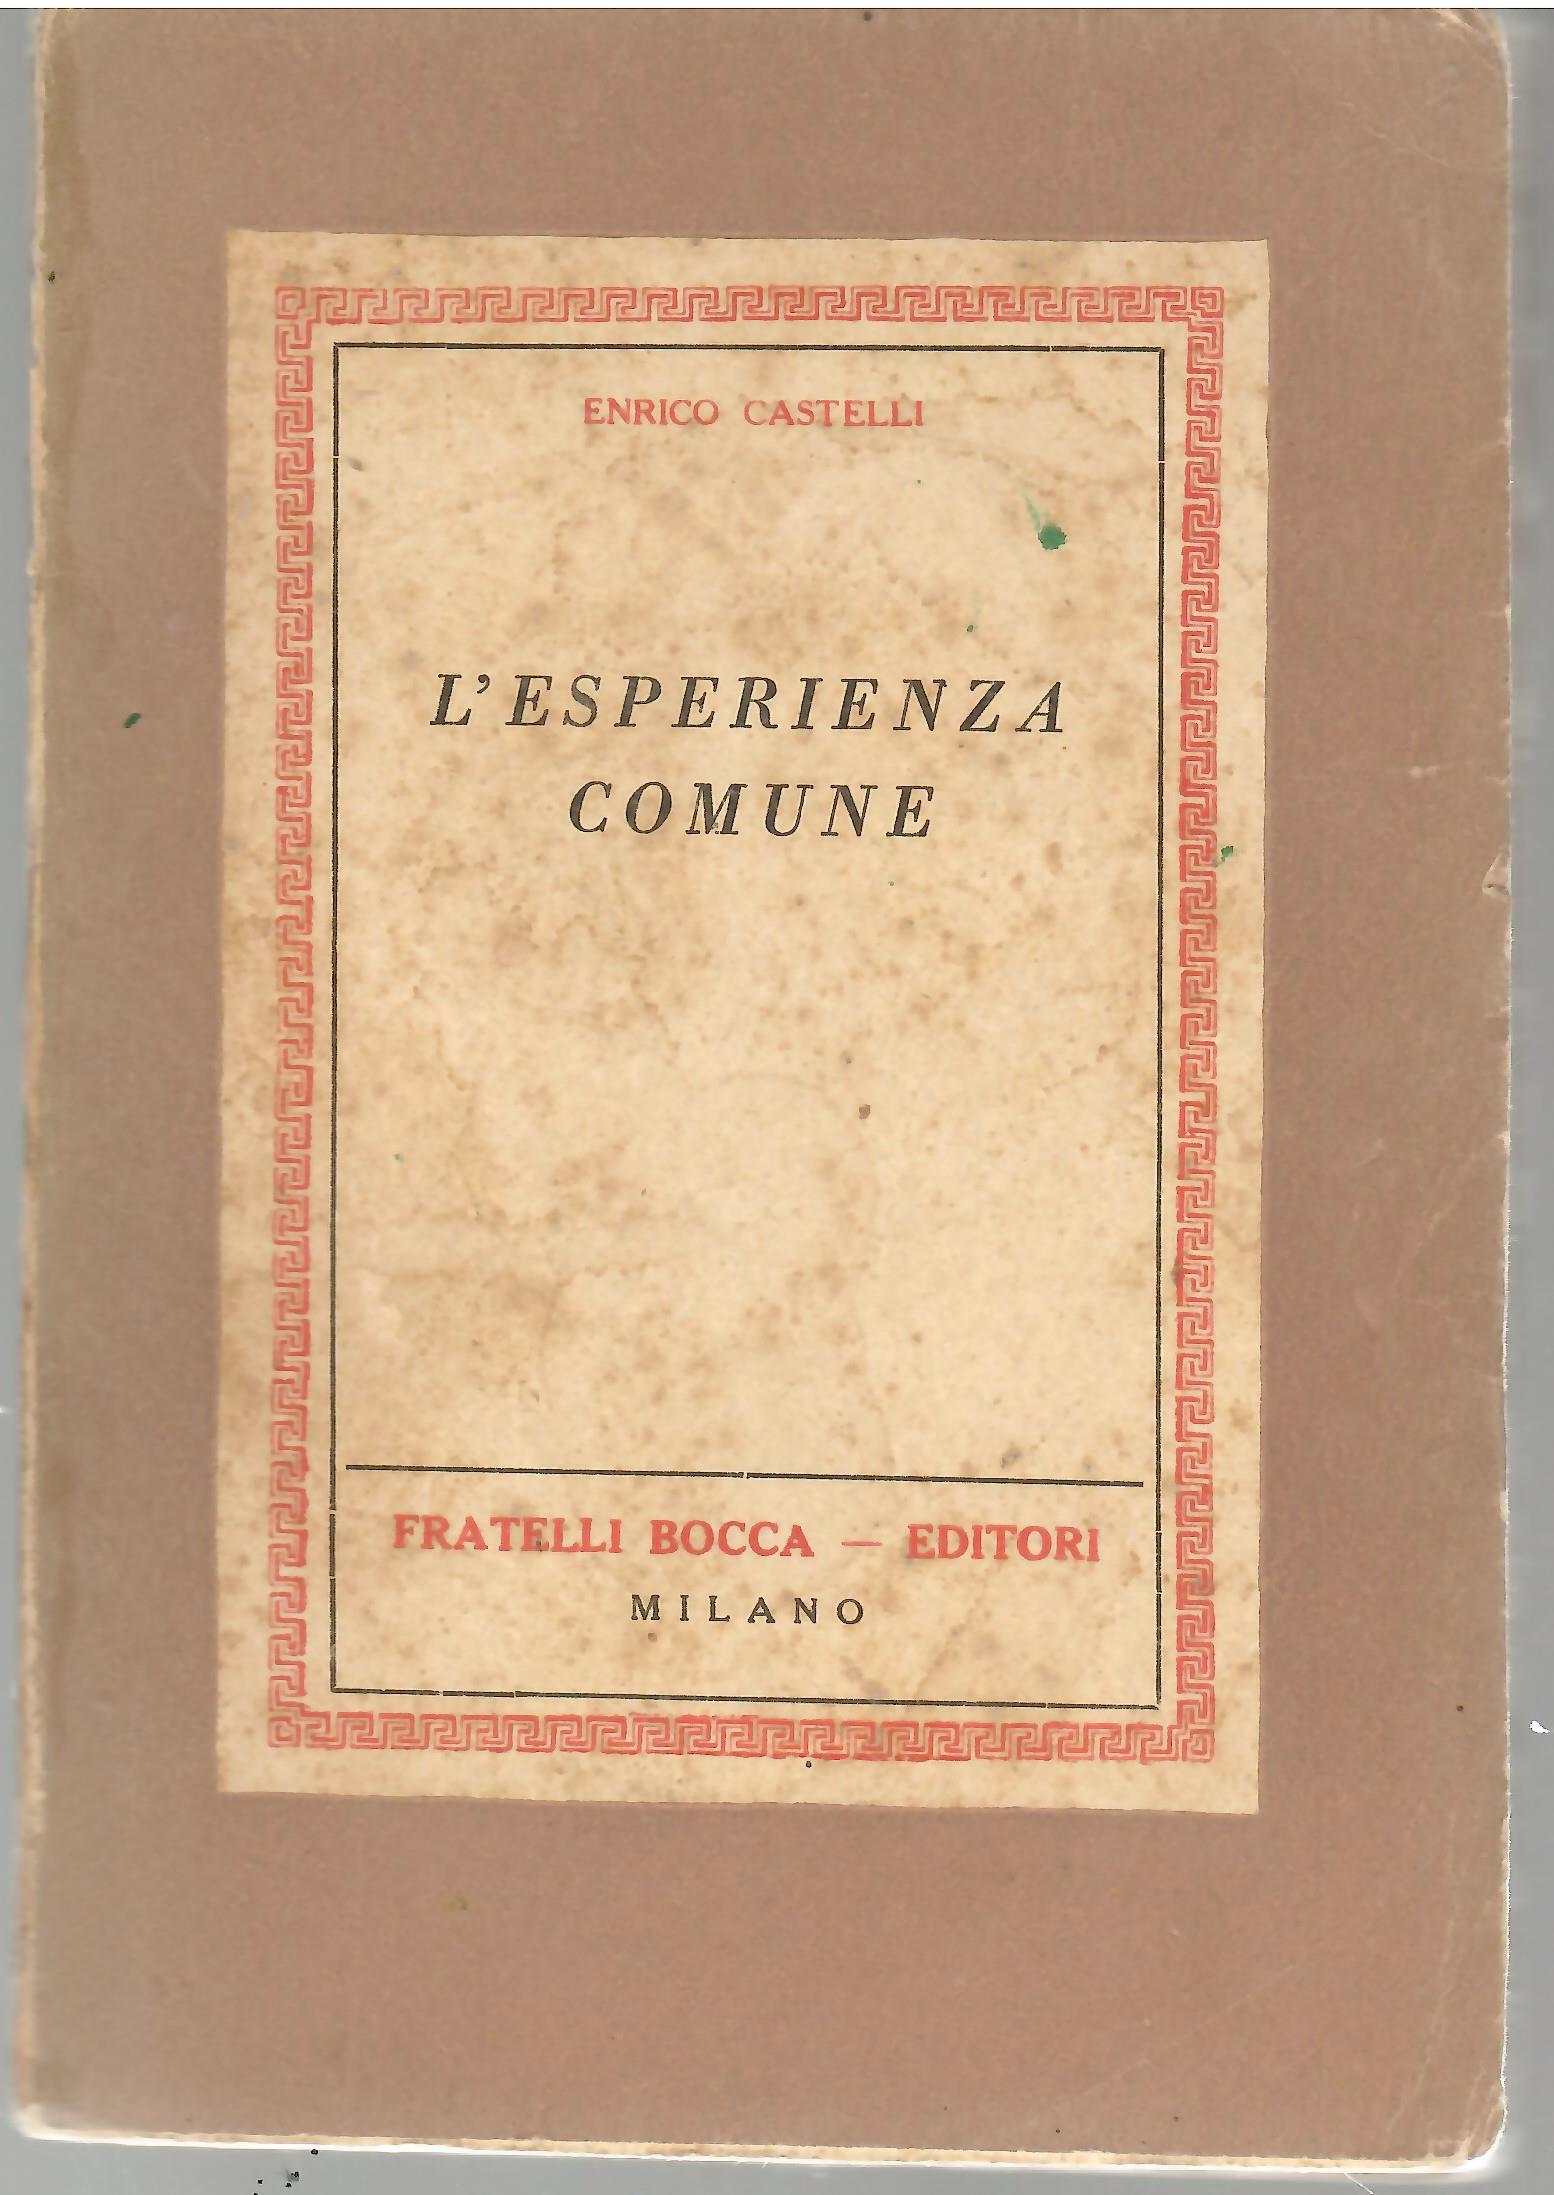 ENRICO CASTELLI
L'ESPERIENZA
COMUNE
FRATELLI BOCCA — EDITORI
MILANO